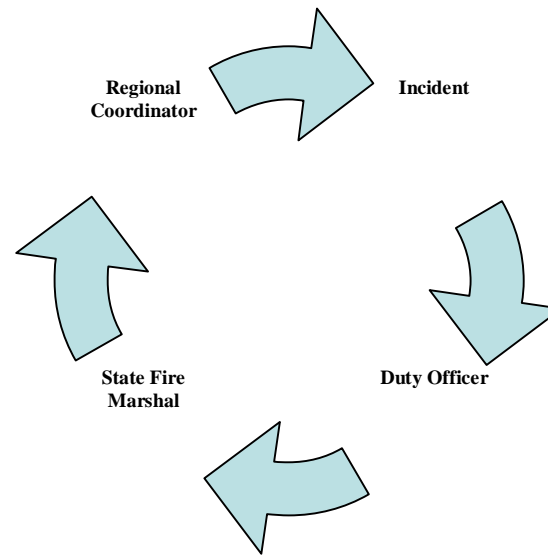 Regional
Coordinator
Incident
Duty Officer
State Fire
Marshal